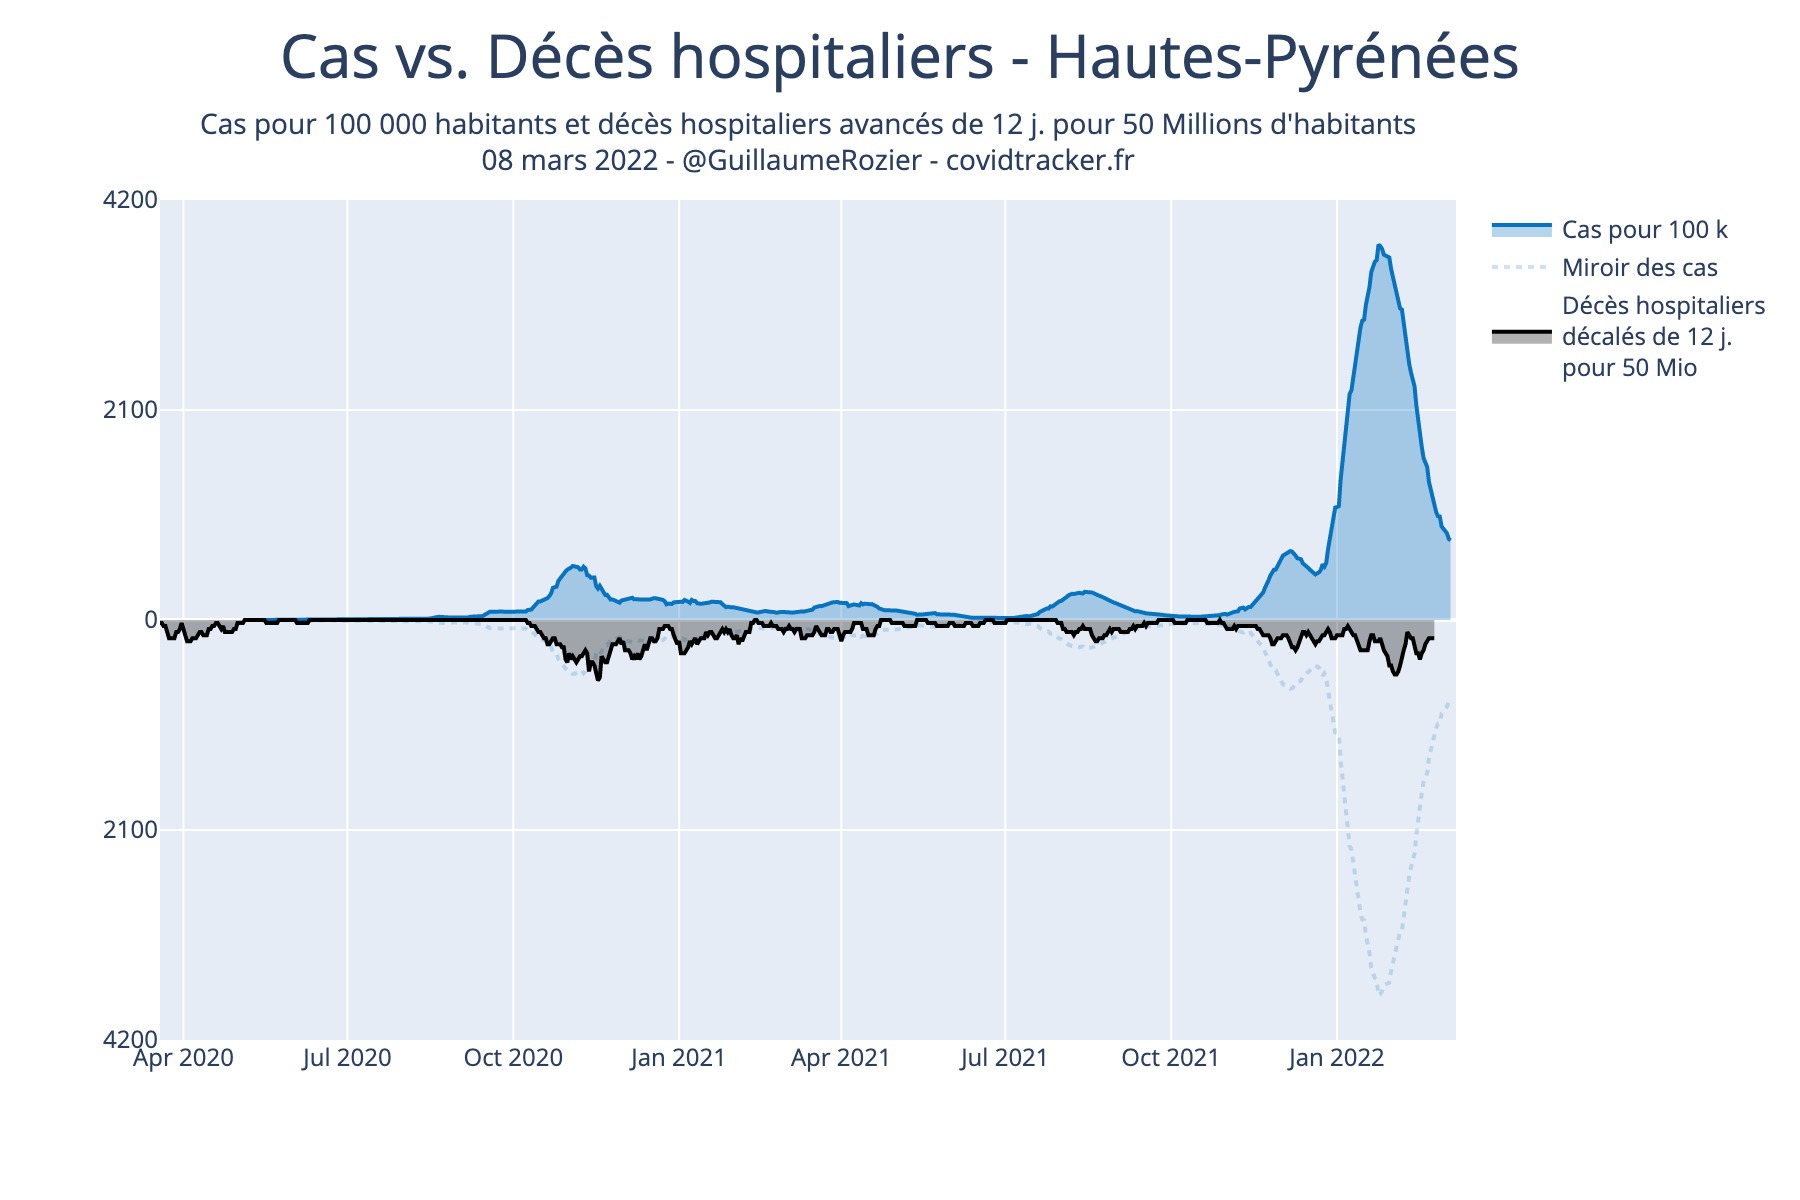 Cas vs. Décès hospitaliers - Hautes-Pyrénées
Cas pour 100 000 habitants et décès hospitaliers avancés de 12 j. pour 50 Millions d'habitants
08 mars 2022 - @GuillaumeRozier - covidtracker.fr
4200
2100
0
2100
4200
Apr 2020
Jul 2020
Oct 2020
Jan 2021
Apr 2021
Jul 2021
Oct 2021
Jan 2022
Cas pour 100 k
Miroir des cas
Décès hospitaliers
décalés de 12 j.
pour 50 Mio